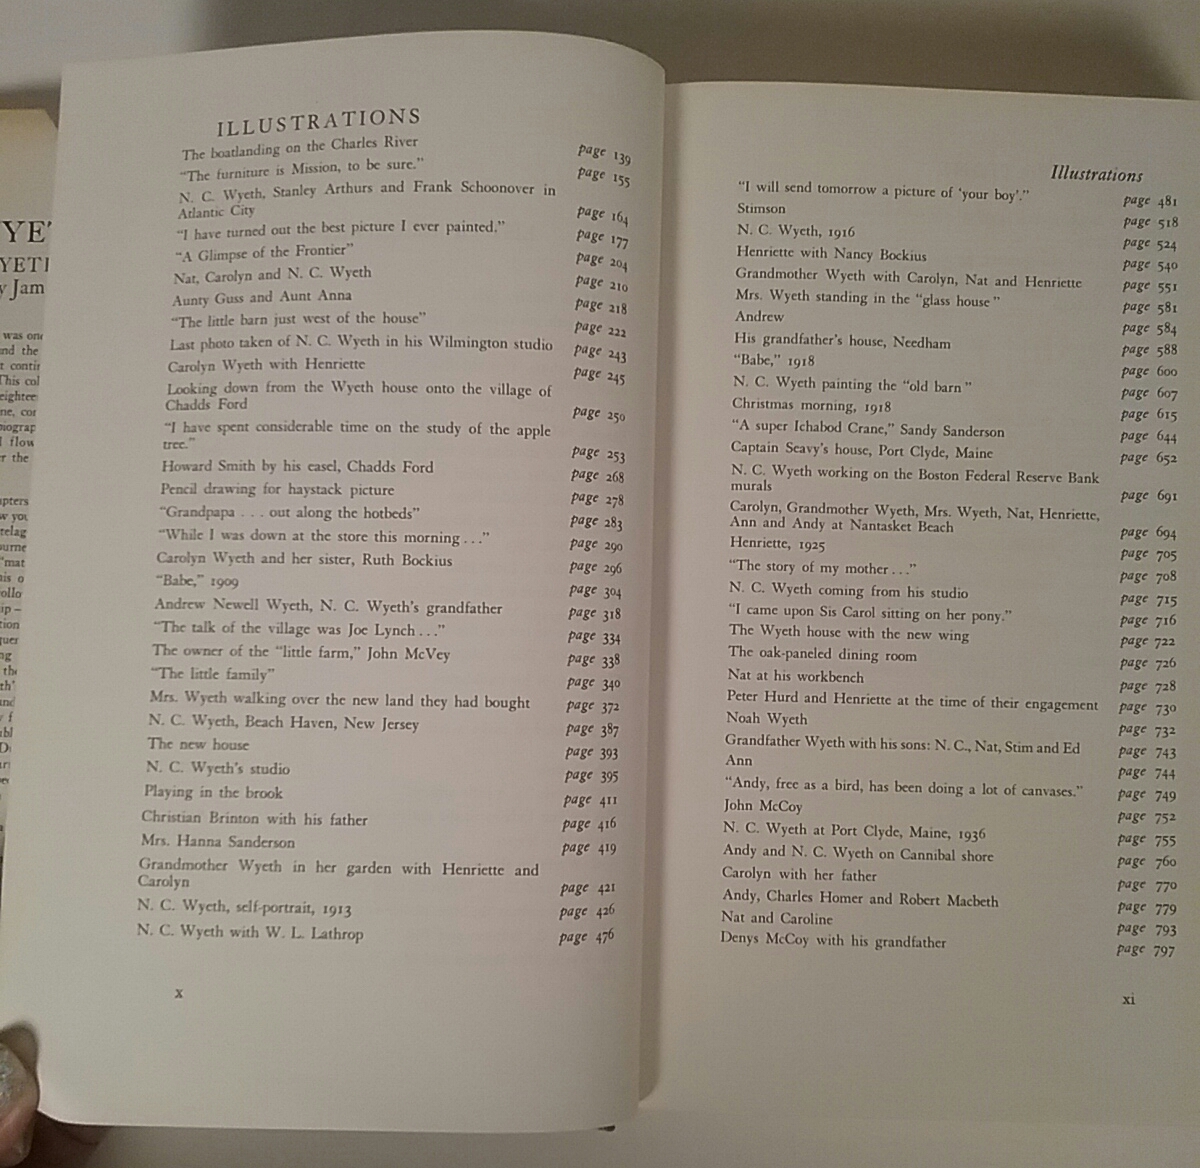 YE
YETH
y Jam
was one
nd the
t contin
This col
eighteen
ne, cor
iograp
l flow
r the
ILLUSTRATIONS
The boatlanding on the Charles River page 139
"The furniture is Mission, to be sure." page 155
N. C. Wyeth, Stanley Arthurs and Frank Schoonover in
Atlantic City page 164
"I have turned out the best picture I ever painted." page 177
"A Glimpse of the Frontier" page 204
Nat, Carolyn and N. C. Wyeth page 210
Aunty Guss and Aunt Anna page 218
"The little barn just west of the house" page 222
Last photo taken of N. C. Wyeth in his Wilmington studio page 243
Carolyn Wyeth with Henriette page 245
Looking down from the Wyeth house onto the village of
Chadds Ford page 250
"I have spent considerable time on the study of the apple
tree." page 253
Howard Smith by his easel, Chadds Ford page 268
Pencil drawing for haystack picture page 278
"Grandpapa . . . out along the hotbeds" page 283
"While I was down at the store this morning . . ." page 290
Carolyn Wyeth and her sister, Ruth Bockius page 296
"Babe," 1909 page 304
Andrew Newell Wyeth, N. C. Wyeth's grandfather page 318
"The talk of the village was Joe Lynch . . ." page 334
The owner of the "little farm," John McVey page 338
"The little family" page 340
Mrs. Wyeth walking over the new land they had bought page 372
N. C. Wyeth, Beach Haven, New Jersey page 387
The new house page 393
N. C. Wyeth's studio page 395
Playing in the brook page 411
Christian Brinton with his father page 416
Mrs. Hanna Sanderson page 419
Grandmother Wyeth in her garden with Henriette and
Carolyn page 421
N. C. Wyeth, self-portrait, 1913 page 426
N. C. Wyeth with W. L. Lathrop page 476
x
Illustrations
"I will send tomorrow a picture of 'your boy'." page 481
Stimson page 518
N. C. Wyeth, 1916 page 524
Henriette with Nancy Bockius page 540
Grandmother Wyeth with Carolyn, Nat and Henriette page 551
Mrs. Wyeth standing in the "glass house" page 581
Andrew page 584
His grandfather's house, Needham page 588
"Babe," 1918 page 600
N. C. Wyeth painting the "old barn" page 607
Christmas morning, 1918 page 615
"A super Ichabod Crane," Sandy Sanderson page 644
Captain Seavy's house, Port Clyde, Maine page 652
N. C. Wyeth working on the Boston Federal Reserve Bank
murals page 691
Carolyn, Grandmother Wyeth, Mrs. Wyeth, Nat, Henriette,
Ann and Andy at Nantasket Beach page 694
Henriette, 1925 page 705
"The story of my mother . . ." page 708
N. C. Wyeth coming from his studio page 715
"I came upon Sis Carol sitting on her pony." page 716
The Wyeth house with the new wing page 722
The oak-paneled dining room page 726
Nat at his workbench page 728
Peter Hurd and Henriette at the time of their engagement page 730
Noah Wyeth page 732
Grandfather Wyeth with his sons: N. C., Nat, Stim and Ed page 743
Ann page 744
"Andy, free as a bird, has been doing a lot of canvases." page 749
John McCoy page 752
N. C. Wyeth at Port Clyde, Maine, 1936 page 755
Andy and N. C. Wyeth on Cannibal shore page 760
Carolyn with her father page 770
Andy, Charles Homer and Robert Macbeth page 779
Nat and Caroline page 793
Denys McCoy with his grandfather page 797
xi